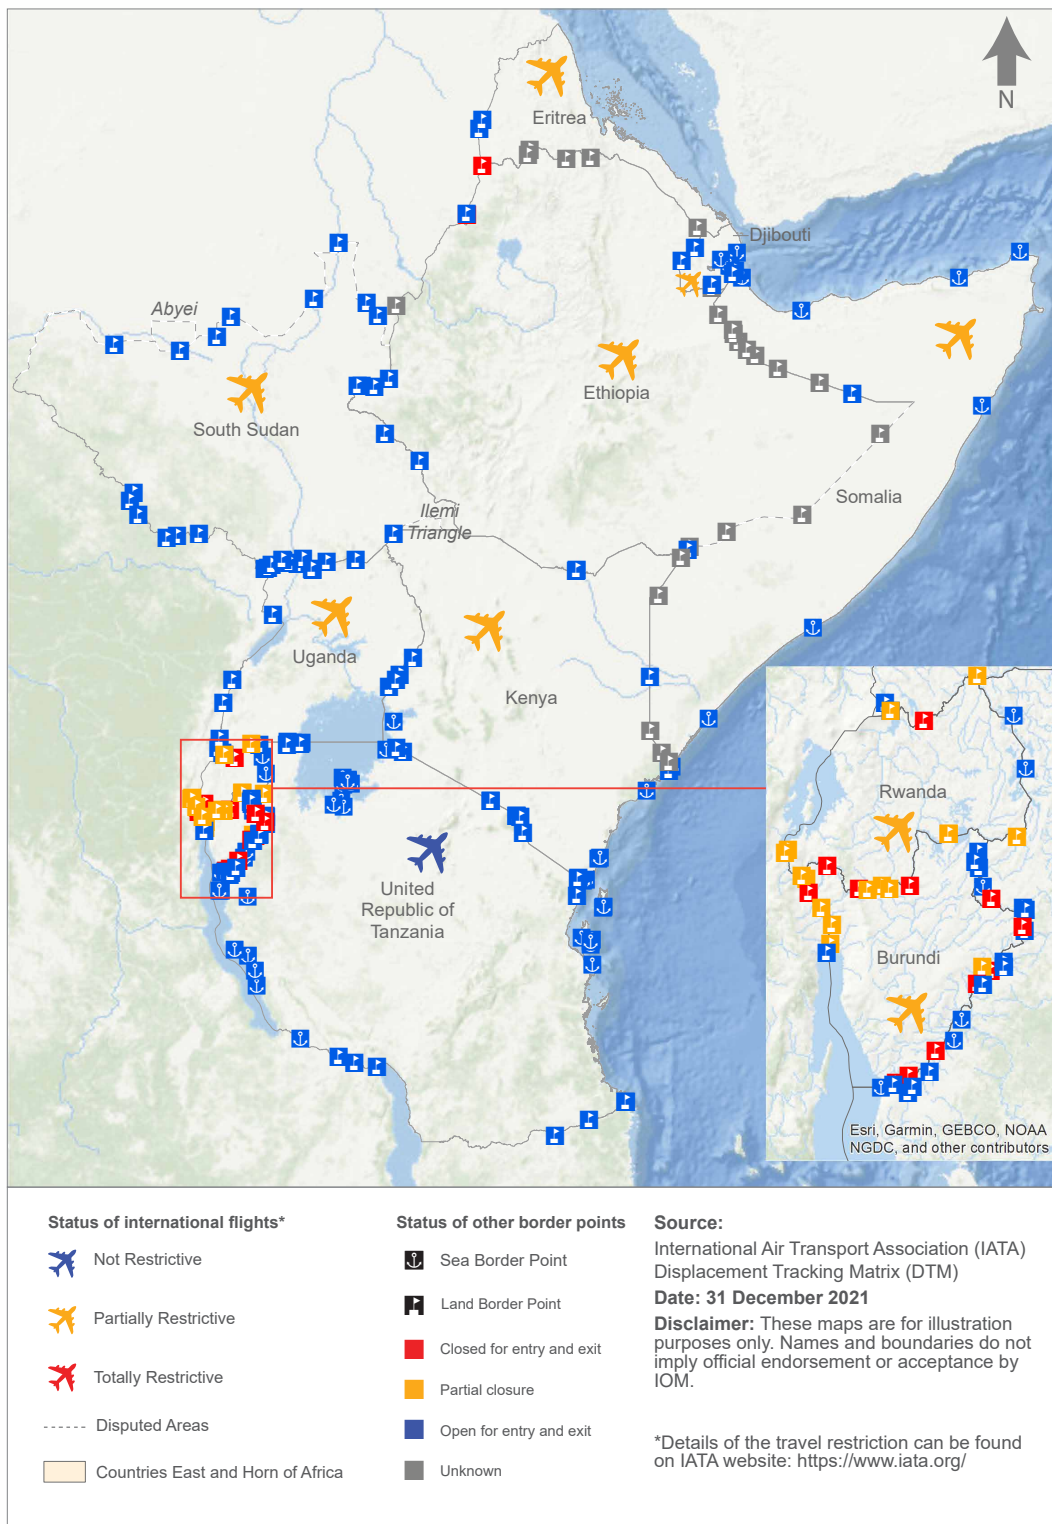 N
Eritrea
Djibouti
Abyei
Ethiopia
South Sudan
Somalia
Ilemi
Triangle
Uganda
Kenya
Rwanda
United
Republic of
Tanzania
Burundi
Esri, Garmin, GEBCO, NOAA
NGDC, and other contributors
Status of international flights*
Not Restrictive
Partially Restrictive
Totally Restrictive
Disputed Areas
Countries East and Horn of Africa
Status of other border points
Sea Border Point
Land Border Point
Closed for entry and exit
Partial closure
Open for entry and exit
Unknown
Source:
International Air Transport Association (IATA)
Displacement Tracking Matrix (DTM)
Date: 31 December 2021
Disclaimer: These maps are for illustration
purposes only. Names and boundaries do not
imply official endorsement or acceptance by
IOM.
*Details of the travel restriction can be found
on IATA website: https://www.iata.org/